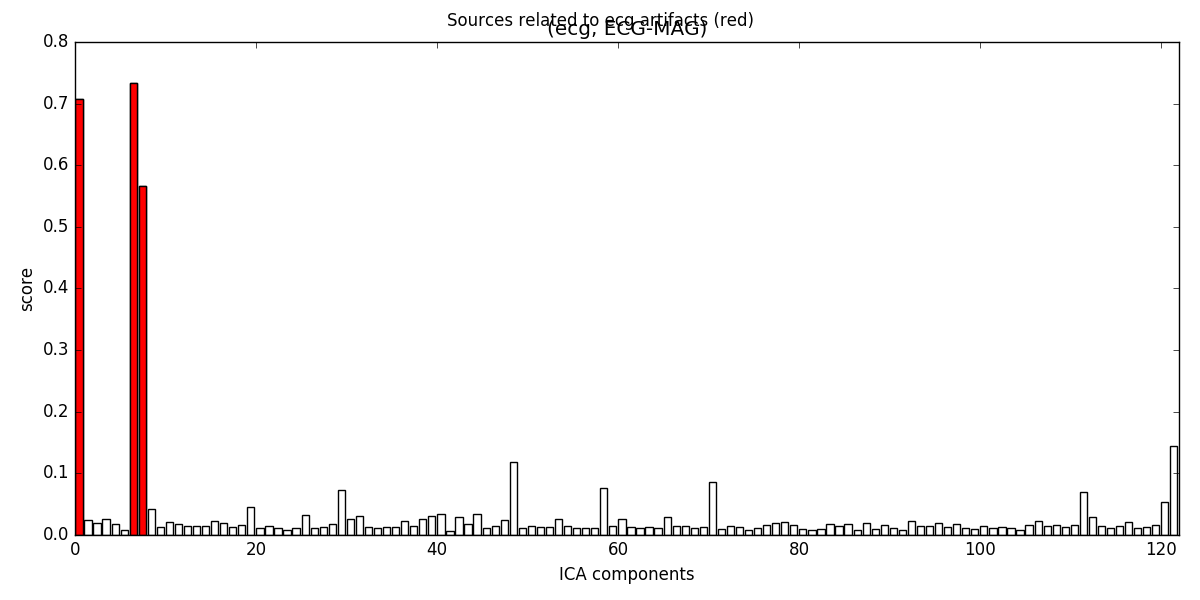 Sources related to ecg artifacts (red)
(ecg, ECG-MAG)
0.8
0.7
0.6
0.5
0.4
0.3
0.2
0.1
0.0
score
0 20 40 60 80 100 120
ICA components